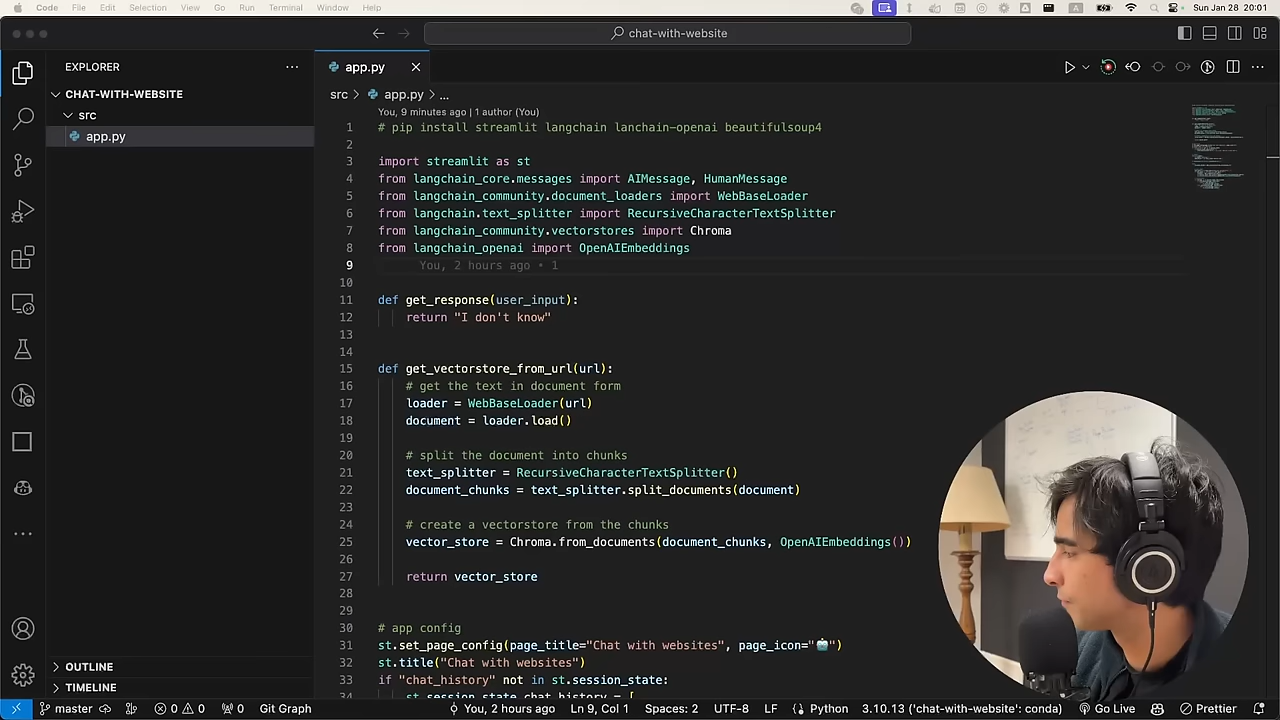 Code File Edit Selection View Go Run Terminal Window Help
Sun Jan 28 20:01
chat-with-website
EXPLORER
app.py
CHAT-WITH-WEBSITE
src > app.py > ...
src
You, 9 minutes ago | 1 author (You)
app.py
1 # pip install streamlit langchain lanchain-openai beautifulsoup4
2
3 import streamlit as st
4 from langchain_core.messages import AIMessage, HumanMessage
5 from langchain_community.document_loaders import WebBaseLoader
6 from langchain.text_splitter import RecursiveCharacterTextSplitter
7 from langchain_community.vectorstores import Chroma
8 from langchain_openai import OpenAIEmbeddings
9 You, 2 hours ago • 1
10
11 def get_response(user_input):
12 return "I don't know"
13
14
15 def get_vectorstore_from_url(url):
16 # get the text in document form
17 loader = WebBaseLoader(url)
18 document = loader.load()
19
20 # split the document into chunks
21 text_splitter = RecursiveCharacterTextSplitter()
22 document_chunks = text_splitter.split_documents(document)
23
24 # create a vectorstore from the chunks
25 vector_store = Chroma.from_documents(document_chunks, OpenAIEmbeddings())
26
27 return vector_store
28
29
30 # app config
31 st.set_page_config(page_title="Chat with websites", page_icon="🤖")
32 st.title("Chat with websites")
33 if "chat_history" not in st.session_state:
34 st.session_state.chat_history = [
OUTLINE
TIMELINE
master 0 0 0 Git Graph You, 2 hours ago Ln 9, Col 1 Spaces: 2 UTF-8 LF Python 3.10.13 ('chat-with-website': conda) Go Live Prettier